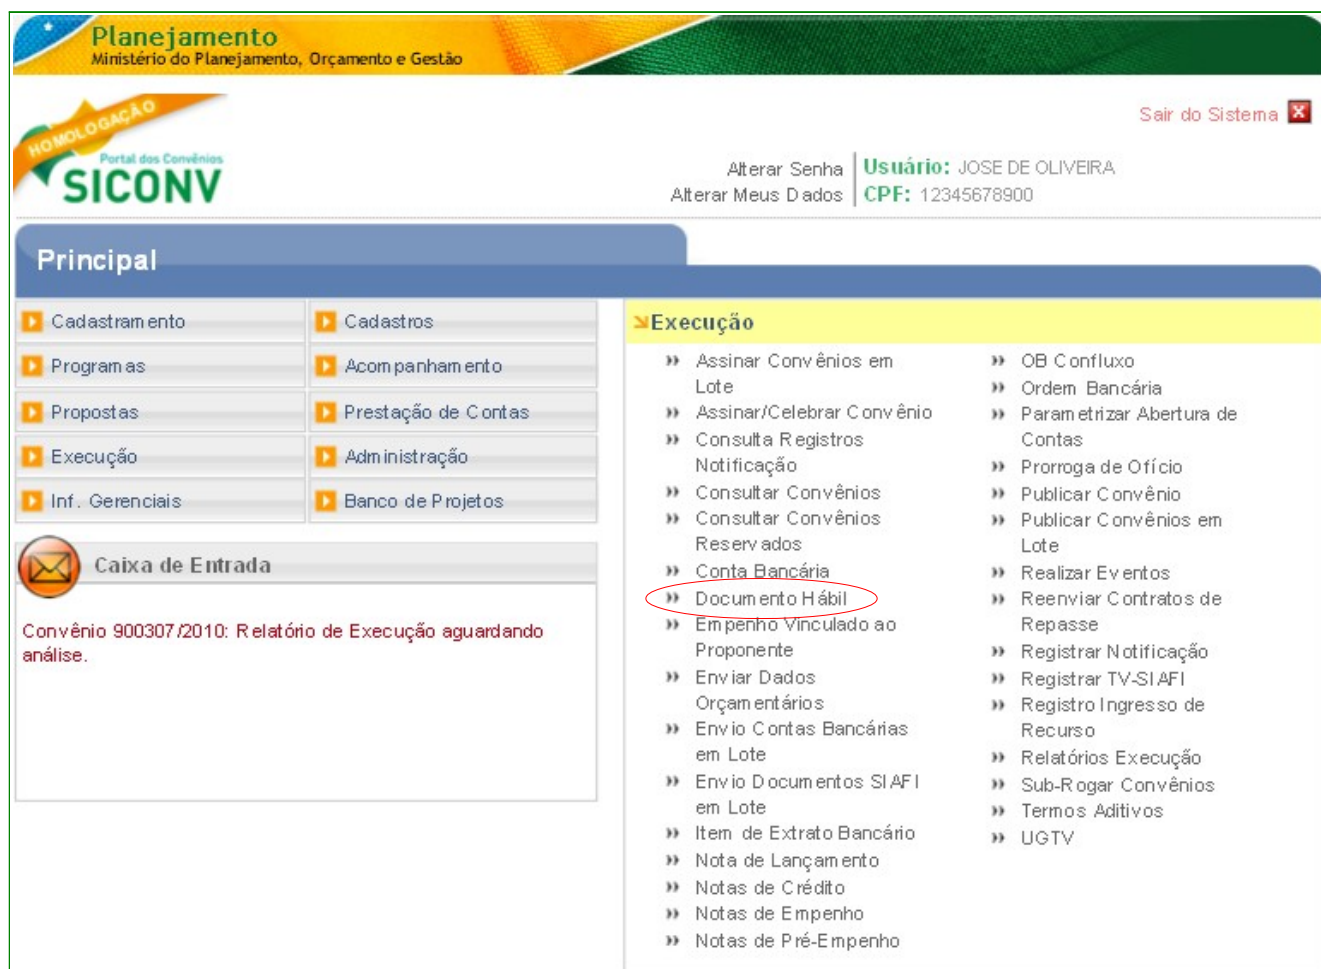 Planejamento
Ministério do Planejamento, Orçamento e Gestão
HOMOLOGAÇÃO
Portal dos Convênios
SICONV
Sair do Sistema
Alterar Senha
Alterar Meus Dados
Usuário: JOSE DE OLIVEIRA
CPF: 12345678900
Principal
Cadastramento
Cadastros
Programas
Acompanhamento
Propostas
Prestação de Contas
Execução
Administração
Inf. Gerenciais
Banco de Projetos
Caixa de Entrada
Convênio 900307/2010: Relatório de Execução aguardando
análise.
Execução
Assinar Convênios em
Lote
Assinar/Celebrar Convênio
Consulta Registros
Notificação
Consultar Convênios
Consultar Convênios
Reservados
Conta Bancária
Documento Hábil
Empenho Vinculado ao
Proponente
Enviar Dados
Orçamentários
Envio Contas Bancárias
em Lote
Envio Documentos SIAFI
em Lote
Item de Extrato Bancário
Nota de Lançamento
Notas de Crédito
Notas de Empenho
Notas de Pré-Empenho
OB Confluxo
Ordem Bancária
Parametrizar Abertura de
Contas
Prorroga de Ofício
Publicar Convênio
Publicar Convênios em
Lote
Realizar Eventos
Reenviar Contratos de
Repasse
Registrar Notificação
Registrar TV-SIAFI
Registro Ingresso de
Recurso
Relatórios Execução
Sub-Rogar Convênios
Termos Aditivos
UGTV